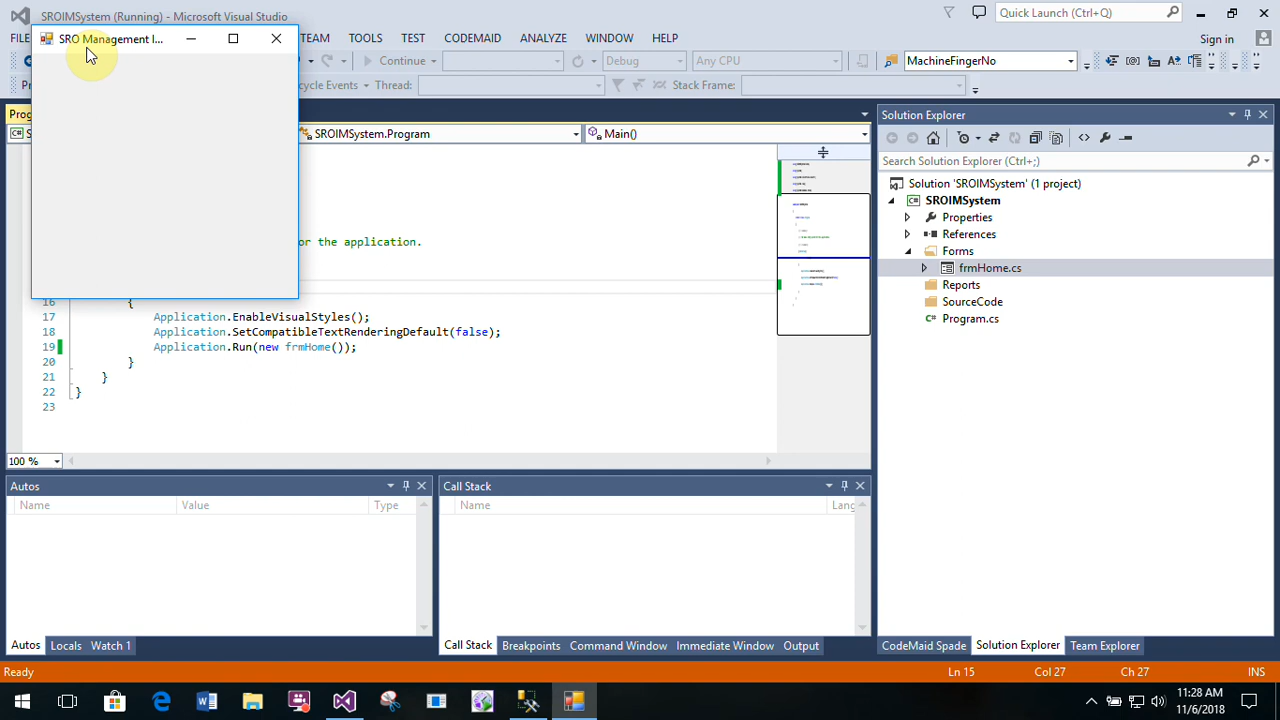 SROIMSystem (Running) - Microsoft Visual Studio
Quick Launch (Ctrl+Q)
SRO Management I...
FILE TEAM TOOLS TEST CODEMAID ANALYZE WINDOW HELP
Sign in
Continue Debug Any CPU MachineFingerNo
cycle Events Thread: Stack Frame:
Solution Explorer
SROIMSystem.Program Main()
Search Solution Explorer (Ctrl+;)
Solution 'SROIMSystem' (1 project)
SROIMSystem
Properties
References
Forms
frmHome.cs
Reports
SourceCode
Program.cs
or the application.
16 {
17 Application.EnableVisualStyles();
18 Application.SetCompatibleTextRenderingDefault(false);
19 Application.Run(new frmHome());
20 }
21 }
22 }
23
100 %
Autos
Name Value Type
Call Stack
Name Lang
Autos Locals Watch 1
Call Stack Breakpoints Command Window Immediate Window Output
CodeMaid Spade Solution Explorer Team Explorer
Ready Ln 15 Col 27 Ch 27 INS
11:28 AM
11/6/2018